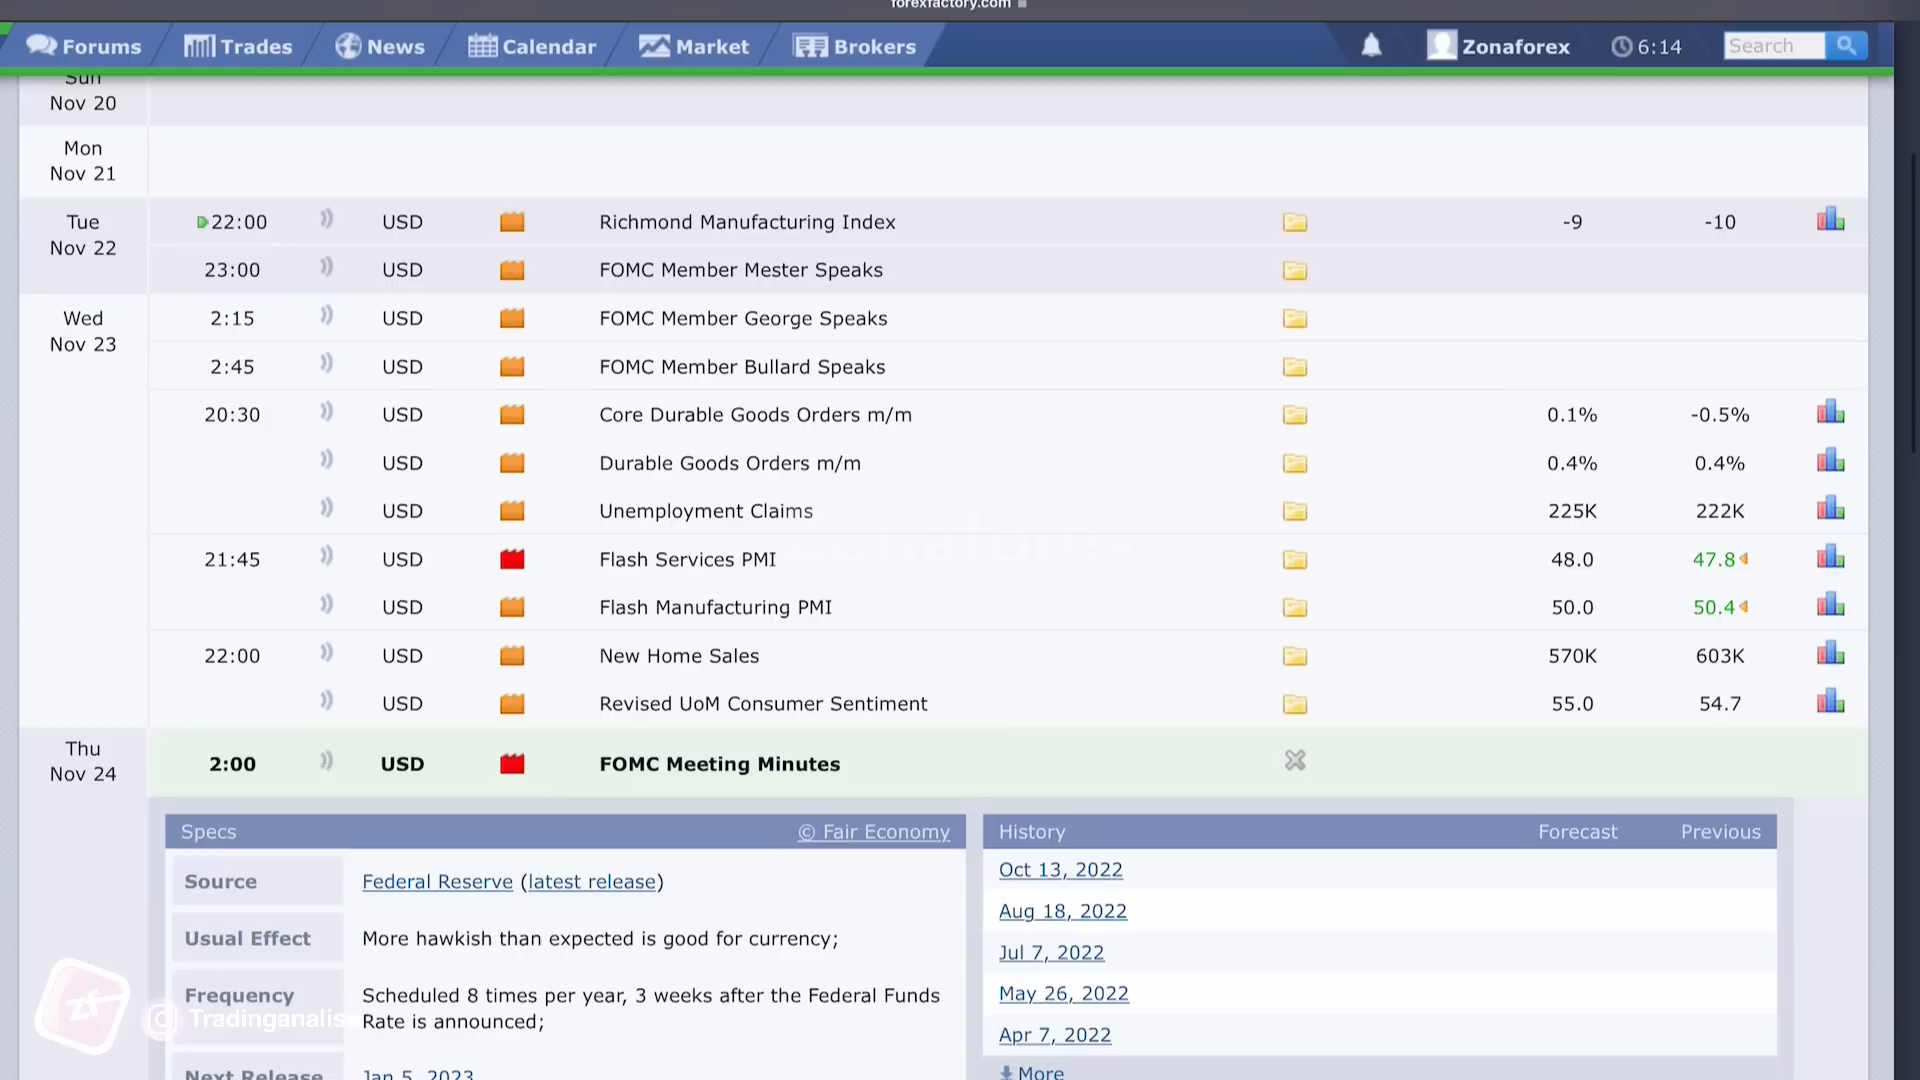 forexfactory.com
Forums Trades News Calendar Market Brokers Zonaforex 6:14 Search
Sun
Nov 20
Mon
Nov 21
Tue
Nov 22
22:00 USD Richmond Manufacturing Index -9 -10
23:00 USD FOMC Member Mester Speaks
Wed
Nov 23
2:15 USD FOMC Member George Speaks
2:45 USD FOMC Member Bullard Speaks
20:30 USD Core Durable Goods Orders m/m 0.1% -0.5%
USD Durable Goods Orders m/m 0.4% 0.4%
USD Unemployment Claims 225K 222K
21:45 USD Flash Services PMI 48.0 47.8
USD Flash Manufacturing PMI 50.0 50.4
22:00 USD New Home Sales 570K 603K
USD Revised UoM Consumer Sentiment 55.0 54.7
Thu
Nov 24
2:00 USD FOMC Meeting Minutes
Specs © Fair Economy
Source Federal Reserve (latest release)
Usual Effect More hawkish than expected is good for currency;
Frequency Scheduled 8 times per year, 3 weeks after the Federal Funds
Rate is announced;
Next Release Jan 5, 2023
History Forecast Previous
Oct 13, 2022
Aug 18, 2022
Jul 7, 2022
May 26, 2022
Apr 7, 2022
More
zf
Zonaforex